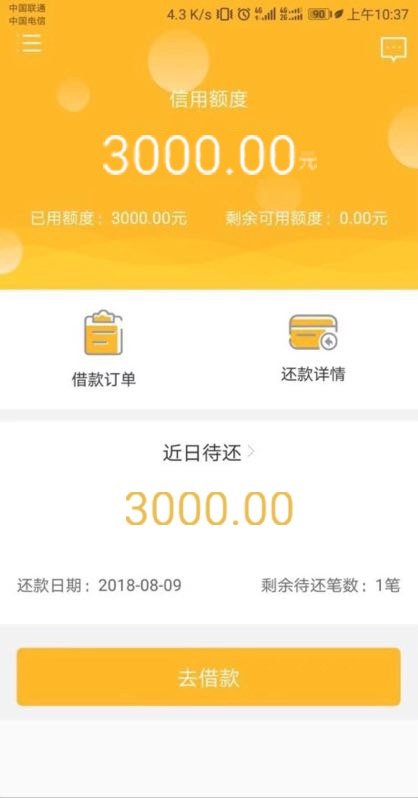 中国联通
中国电信
4.3 K/s
4G
4G
2G
90
上午10:37
信用额度
3000.00元
已用额度：3000.00元
剩余可用额度：0.00元
借款订单
还款详情
近日待还
3000.00
还款日期：2018-08-09
剩余待还笔数：1笔
去借款